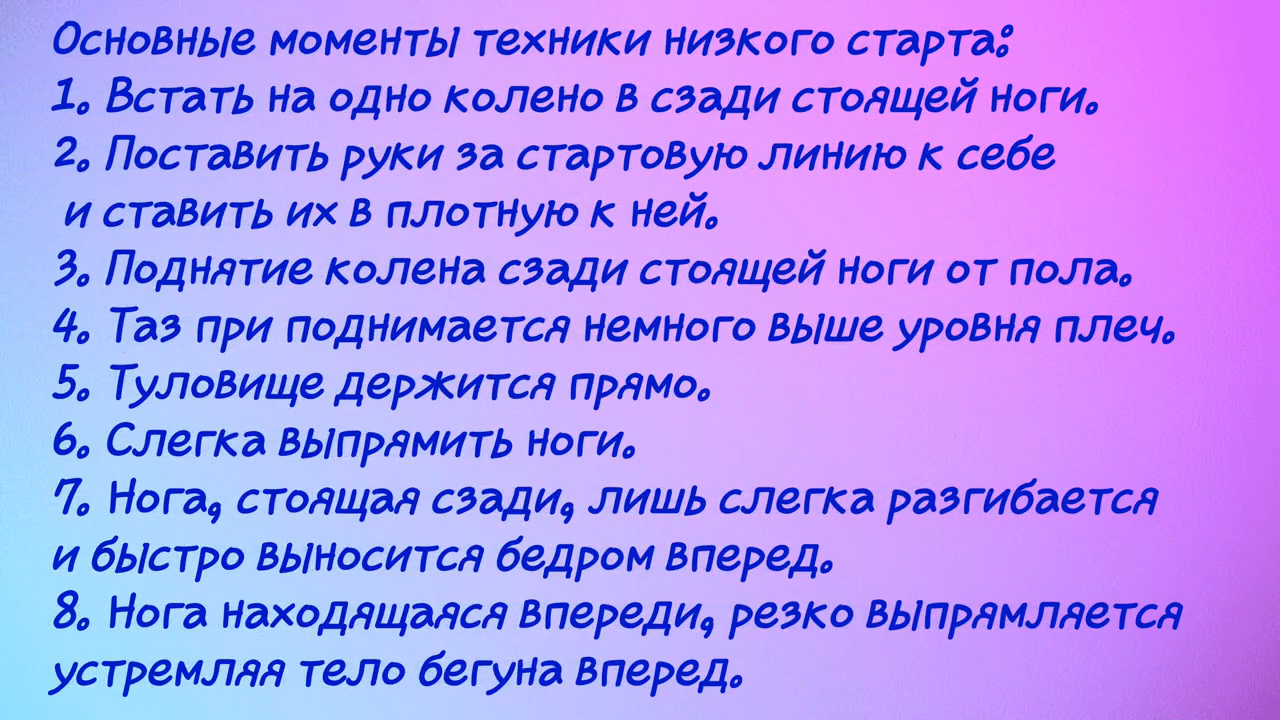 Основные моменты техники низкого старта:
1. Встать на одно колено в сзади стоящей ноги.
2. Поставить руки за стартовую линию к себе
и ставить их в плотную к ней.
3. Поднятие колена сзади стоящей ноги от пола.
4. Таз при поднимается немного выше уровня плеч.
5. Туловище держится прямо.
6. Слегка выпрямить ноги.
7. Нога, стоящая сзади, лишь слегка разгибается
и быстро выносится бедром вперед.
8. Нога находящаяся впереди, резко выпрямляется
устремляя тело бегуна вперед.